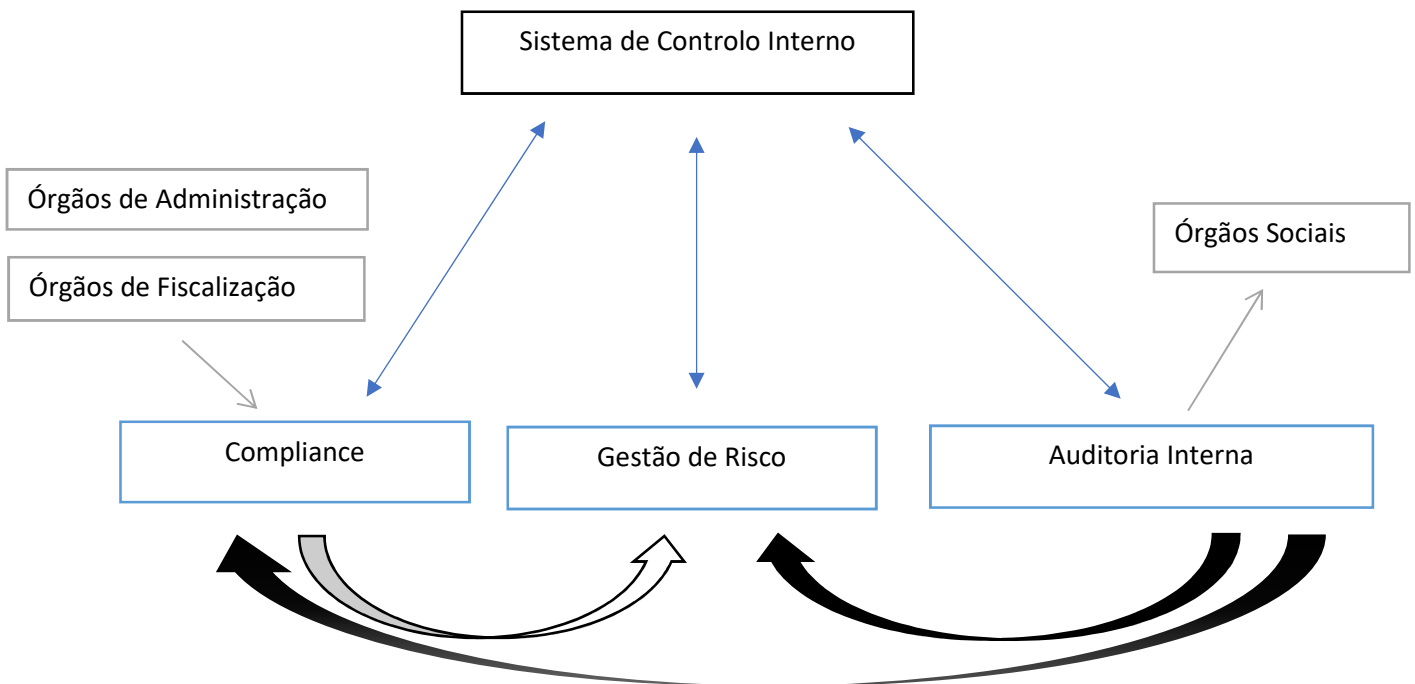 Sistema de Controlo Interno
Órgãos de Administração
Órgãos Sociais
Órgãos de Fiscalização
Compliance
Gestão de Risco
Auditoria Interna